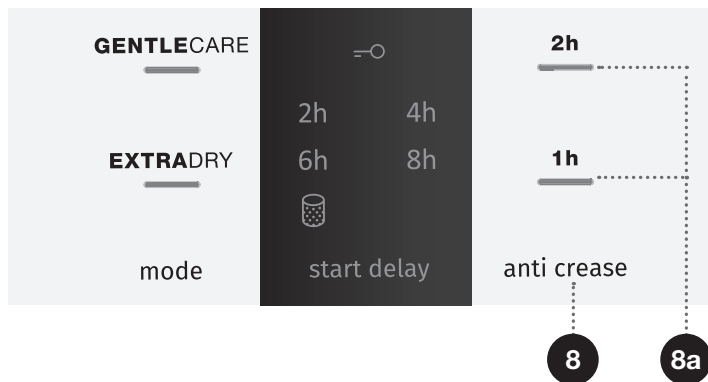 GENTLECARE
EXTRADRY
mode
2h 4h
6h 8h
start delay
2h
1h
anti crease
8 8a